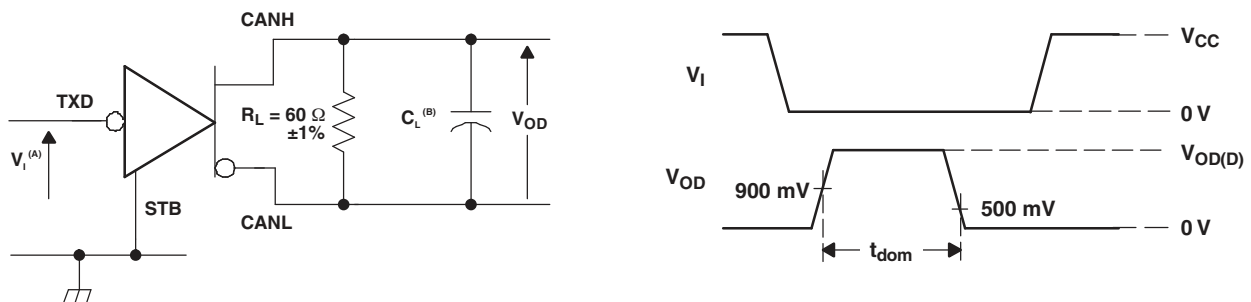 CANH
TXD
R_L = 60 Ω
±1%
C_L (B)
V_OD
V_I (A)
STB
CANL
V_I
V_CC
0 V
V_OD
900 mV
V_OD(D)
500 mV
0 V
t_dom